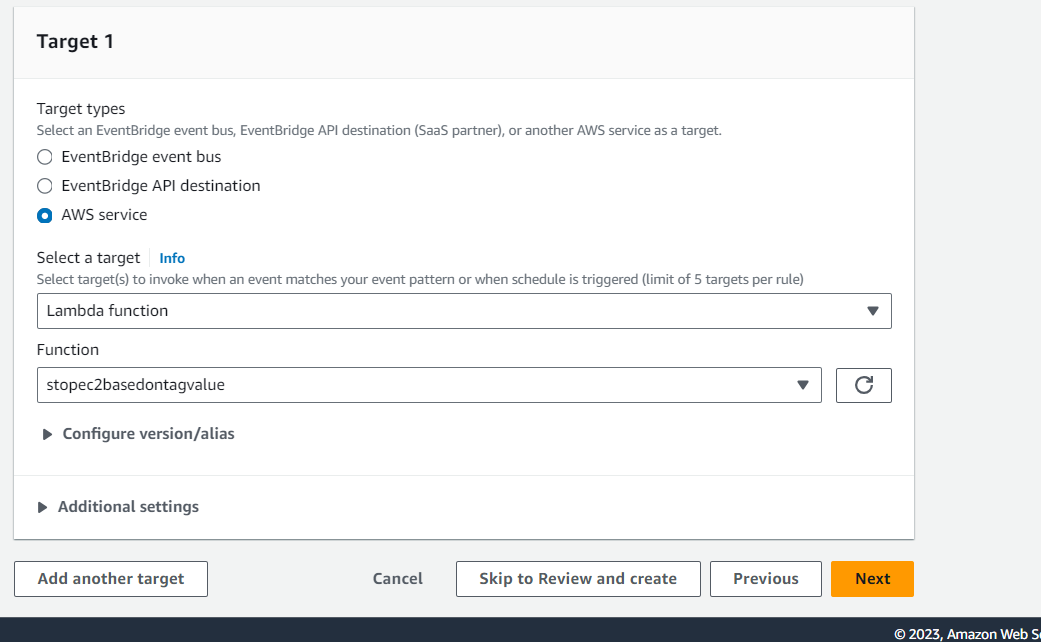 Target 1
Target types
Select an EventBridge event bus, EventBridge API destination (SaaS partner), or another AWS service as a target.
EventBridge event bus
EventBridge API destination
AWS service
Select a target Info
Select target(s) to invoke when an event matches your event pattern or when schedule is triggered (limit of 5 targets per rule)
Lambda function
Function
stopec2basedontagvalue
Configure version/alias
Additional settings
Add another target Cancel Skip to Review and create Previous Next
© 2023, Amazon Web S